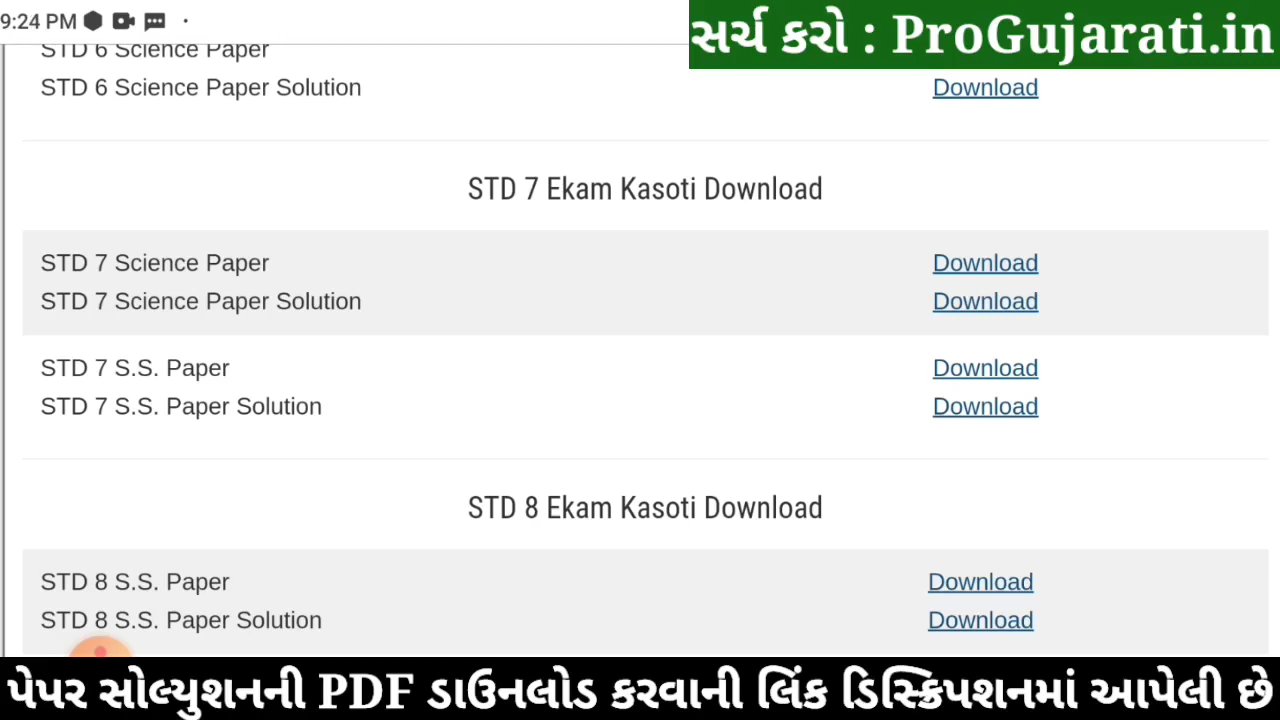 9:24 PM
સર્ચ કરો : ProGujarati.in
STD 6 Science Paper
STD 6 Science Paper Solution Download
STD 7 Ekam Kasoti Download
STD 7 Science Paper Download
STD 7 Science Paper Solution Download
STD 7 S.S. Paper Download
STD 7 S.S. Paper Solution Download
STD 8 Ekam Kasoti Download
STD 8 S.S. Paper Download
STD 8 S.S. Paper Solution Download
પેપર સોલ્યુશનની PDF ડાઉનલોડ કરવાની લિંક ડિસ્ક્રિપશનમાં આપેલી છે